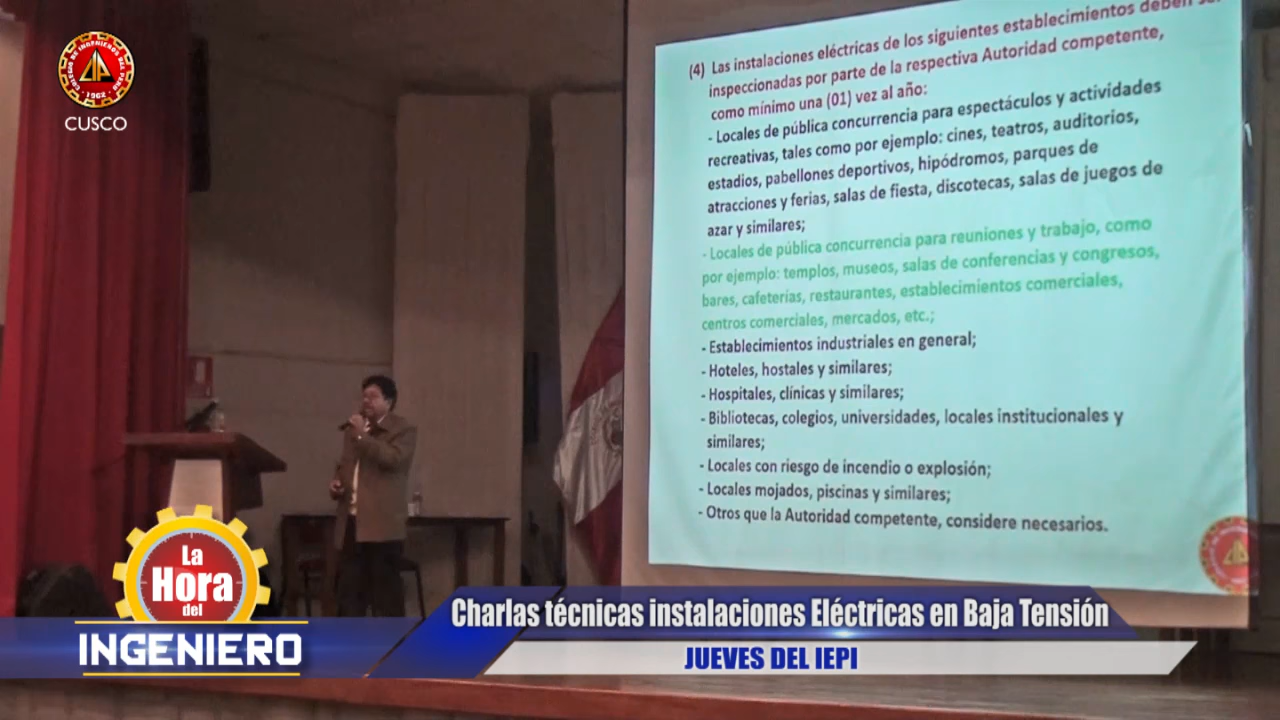 COLEGIO DE INGENIEROS DEL PERÚ
1962
CUSCO
(4) Las instalaciones eléctricas de los siguientes establecimientos deben
inspeccionadas por parte de la respectiva Autoridad competente,
como mínimo una (01) vez al año:
- Locales de pública concurrencia para espectáculos y actividades
recreativas, tales como por ejemplo: cines, teatros, auditorios,
estadios, pabellones deportivos, hipódromos, parques de
atracciones y ferias, salas de fiesta, discotecas, salas de juegos de
azar y similares;
- Locales de pública concurrencia para reuniones y trabajo, como
por ejemplo: templos, museos, salas de conferencias y congresos,
bares, cafeterías, restaurantes, establecimientos comerciales,
centros comerciales, mercados, etc.;
- Establecimientos industriales en general;
- Hoteles, hostales y similares;
- Hospitales, clínicas y similares;
- Bibliotecas, colegios, universidades, locales institucionales y
similares;
- Locales con riesgo de incendio o explosión;
- Locales mojados, piscinas y similares;
- Otros que la Autoridad competente, considere necesarios.
La
Hora
del
INGENIERO
Charlas técnicas instalaciones Eléctricas en Baja Tensión
JUEVES DEL IEPI